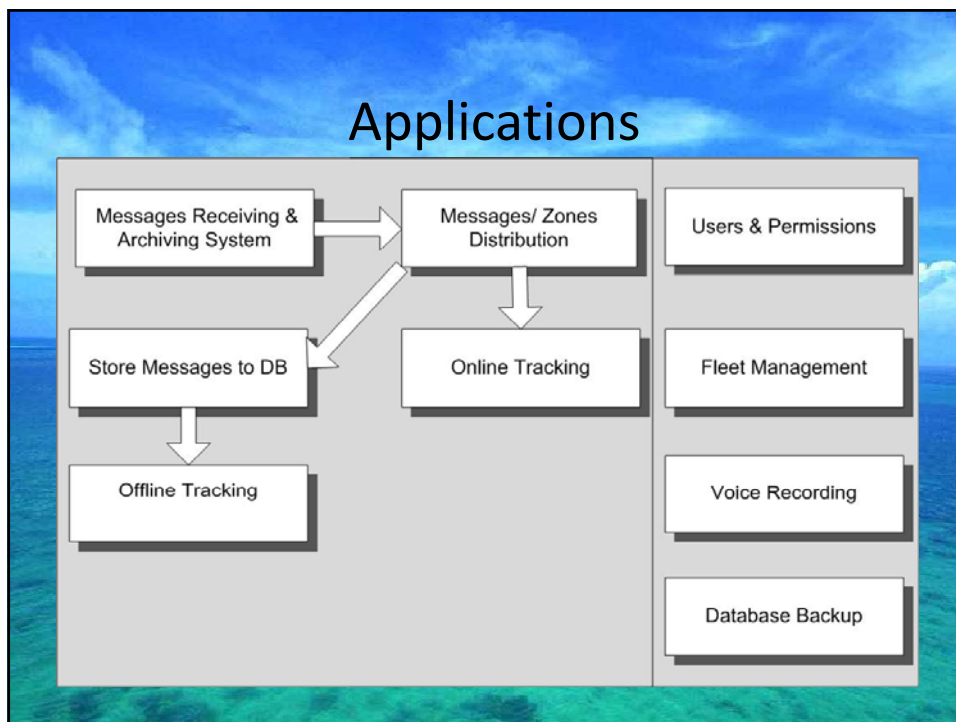 Applications
Messages Receiving &
Archiving System
Messages/ Zones
Distribution
Users & Permissions
Store Messages to DB
Online Tracking
Fleet Management
Offline Tracking
Voice Recording
Database Backup